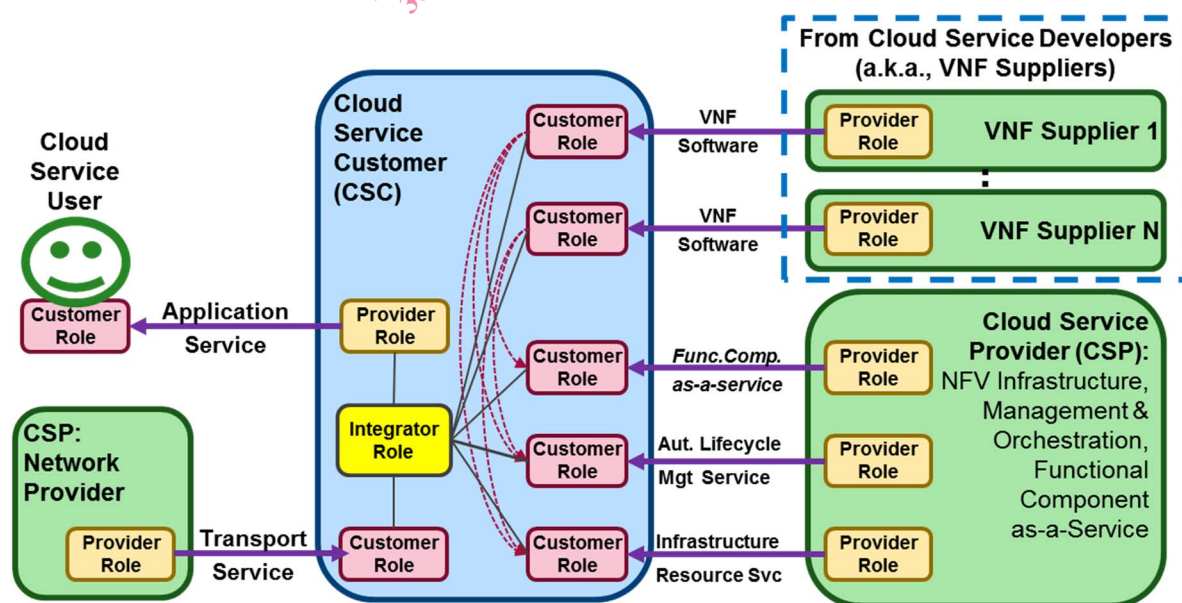 From Cloud Service Developers
(a.k.a., VNF Suppliers)
Cloud
Service
User
Customer
Role
Application
Service
CSP:
Network
Provider
Provider
Role
Transport
Service
Cloud
Service
Customer
(CSC)
Provider
Role
Integrator
Role
Customer
Role
Customer
Role
VNF
Software
Provider
Role
VNF Supplier 1
:
Customer
Role
VNF
Software
Provider
Role
VNF Supplier N
Customer
Role
Func.Comp.
as-a-service
Provider
Role
Customer
Role
Aut. Lifecycle
Mgt Service
Provider
Role
Customer
Role
Infrastructure
Resource Svc
Provider
Role
Cloud Service
Provider (CSP):
NFV Infrastructure,
Management &
Orchestration,
Functional
Component
as-a-Service